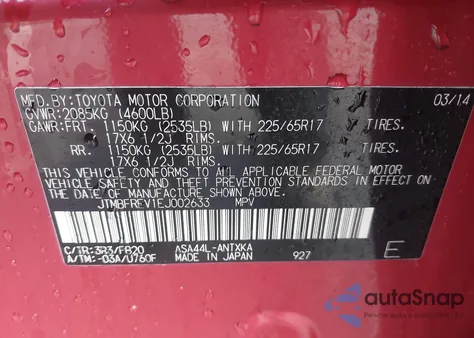 MFD.BY:TOYOTA MOTOR CORPORATION 03/14
GVWR:2085KG (4600LB)
GAWR:FRT 1150KG (2535LB) WITH 225/65R17 TIRES.
17X6 1/2J RIMS.
RR. 1150KG (2535LB) WITH 225/65R17 TIRES.
17X6 1/2J RIMS.
THIS VEHICLE CONFORMS TO ALL APPLICABLE FEDERAL MOTOR
VEHICLE SAFETY AND THEFT PREVENTION STANDARDS IN EFFECT ON
THE DATE OF MANUFACTURE SHOWN ABOVE.
JTMBFREV1EJ002633 MPV
C/TR:3R3/FB20 ASA44L-ANTXKA
A/TM:-03A/U760F MADE IN JAPAN 927 E
autoSnap